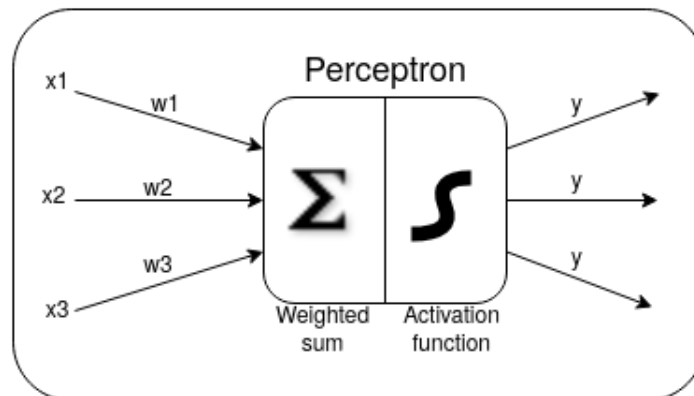 Perceptron
x1
w1
y
x2
w2
Σ
y
x3
w3
y
Weighted
sum
Activation
function